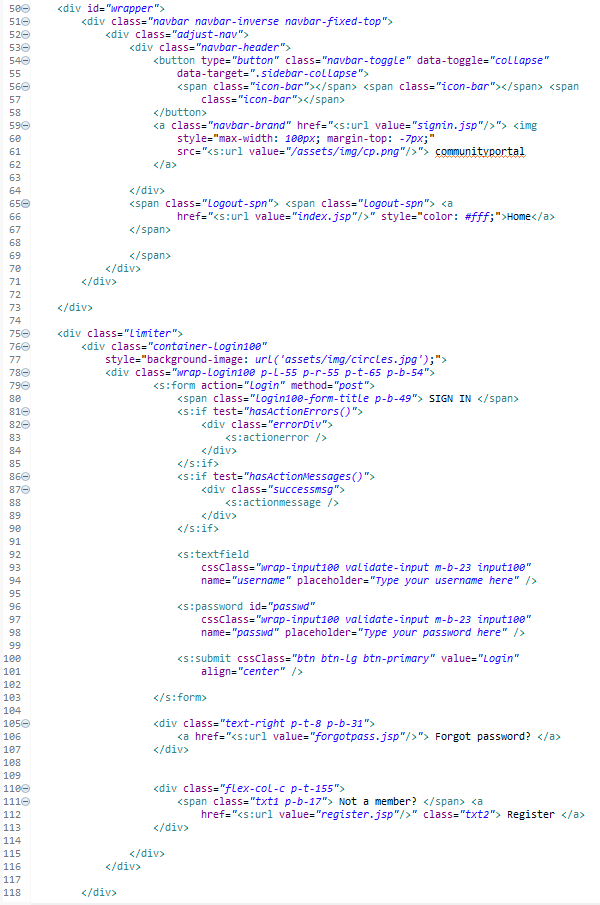 50 <div id="wrapper">
51 <div class="navbar navbar-inverse navbar-fixed-top">
52 <div class="adjust-nav">
53 <div class="navbar-header">
54 <button type="button" class="navbar-toggle" data-toggle="collapse"
55 data-target=".sidebar-collapse">
56 <span class="icon-bar"></span> <span class="icon-bar"></span> <span
57 class="icon-bar"></span>
58 </button>
59 <a class="navbar-brand" href="<s:url value="signin.jsp"/>"> <img
60 style="max-width: 100px; margin-top: -7px;"
61 src="<s:url value="/assets/img/cp.png"/>"> communityportal
62 </a>
63
64 </div>
65 <span class="logout-spn"> <span class="logout-spn"> <a
66 href="<s:url value="index.jsp"/>" style="color: #fff;">Home</a>
67 </span>
68
69 </span>
70 </div>
71 </div>
72
73 </div>
74
75 <div class="limiter">
76 <div class="container-login100"
77 style="background-image: url('assets/img/circles.jpg');">
78 <div class="wrap-login100 p-l-55 p-r-55 p-t-65 p-b-54">
79 <s:form action="login" method="post">
80 <span class="login100-form-title p-b-49"> SIGN IN </span>
81 <s:if test="hasActionErrors()">
82 <div class="errorDiv">
83 <s:actionerror />
84 </div>
85 </s:if>
86 <s:if test="hasActionMessages()">
87 <div class="successmsg">
88 <s:actionmessage />
89 </div>
90 </s:if>
91
92 <s:textfield
93 cssClass="wrap-input100 validate-input m-b-23 input100"
94 name="username" placeholder="Type your username here" />
95
96 <s:password id="passwd"
97 cssClass="wrap-input100 validate-input m-b-23 input100"
98 name="passwd" placeholder="Type your password here" />
99
100 <s:submit cssClass="btn btn-lg btn-primary" value="Login"
101 align="center" />
102
103 </s:form>
104
105 <div class="text-right p-t-8 p-b-31">
106 <a href="<s:url value="forgotpass.jsp"/>"> Forgot password? </a>
107 </div>
108
109
110 <div class="flex-col-c p-t-155">
111 <span class="txt1 p-b-17"> Not a member? </span> <a
112 href="<s:url value="register.jsp"/>" class="txt2"> Register </a>
113 </div>
114
115 </div>
116 </div>
117
118 </div>